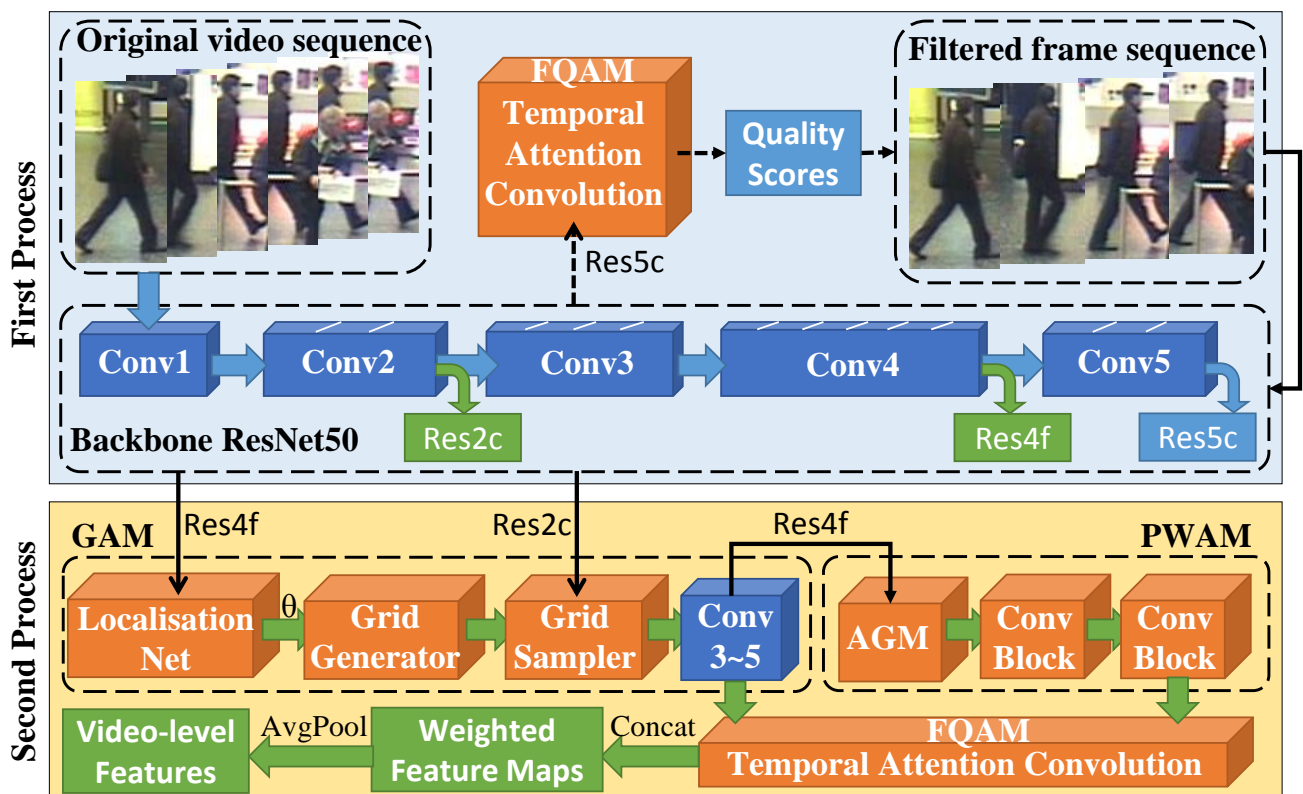 First Process
Original video sequence
FQAM
Temporal
Attention
Convolution
Quality
Scores
Filtered frame sequence
Res5c
Conv1
Conv2
Conv3
Conv4
Conv5
Backbone ResNet50
Res2c
Res4f
Res5c
Second Process
GAM
Res4f
Res2c
Res4f
PWAM
Localisation
Net
θ
Grid
Generator
Grid
Sampler
Conv
3~5
AGM
Conv
Block
Conv
Block
Video-level
Features
AvgPool
Weighted
Feature Maps
Concat
FQAM
Temporal Attention Convolution